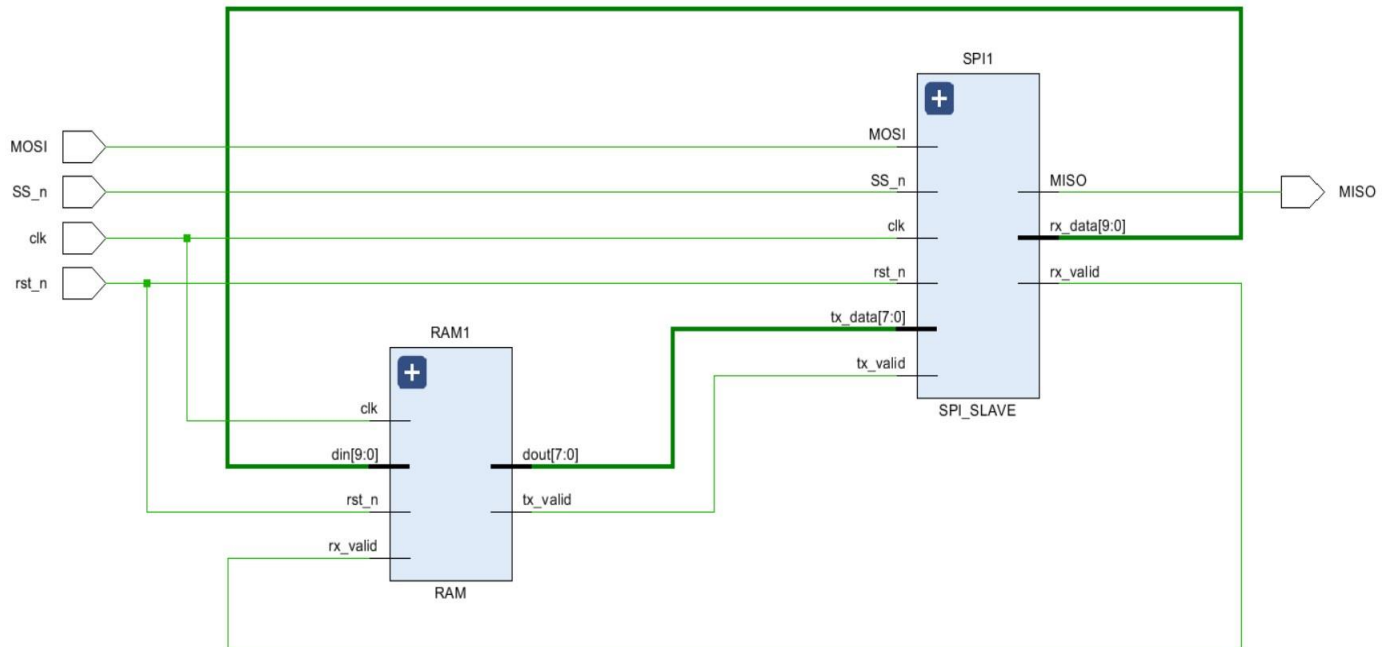 SPI1
MOSI
MOSI
SS_n
SS_n
MISO
MISO
clk
clk
rx_data[9:0]
rst_n
rst_n
rx_valid
tx_data[7:0]
RAM1
tx_valid
SPI_SLAVE
clk
din[9:0]
dout[7:0]
rst_n
tx_valid
rx_valid
RAM